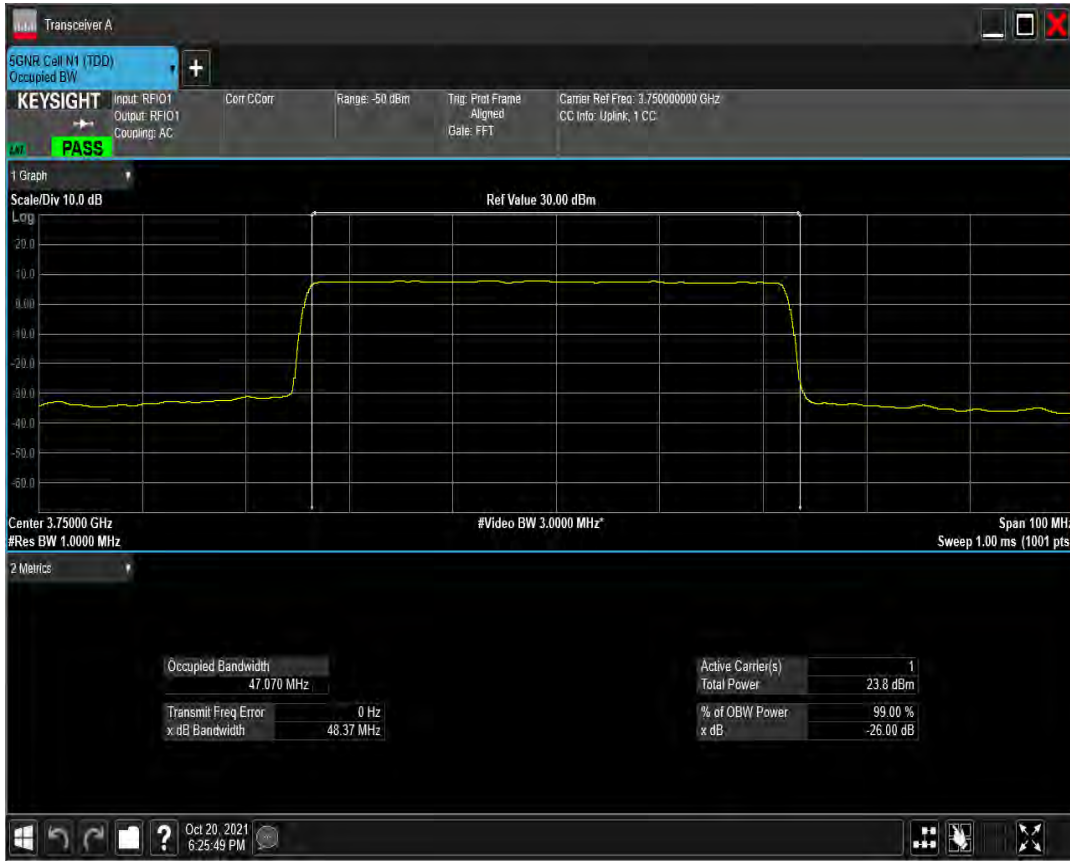 Transceiver A
5GNR Cell N1 (TDD)
Occupied BW
+
KEYSIGHT
Input: RFIO1
Output: RFIO1
Coupling: AC
Corr CCorr
Range: -50 dBm
Trig: Prot Frame
Aligned
Gate: FFT
Carrier Ref Freq: 3.750000000 GHz
CC Info: Uplink, 1 CC
PASS
1 Graph
Scale/Div 10.0 dB
Ref Value 30.00 dBm
Log
20.0
10.0
0.00
-10.0
-20.0
-30.0
-40.0
-50.0
-60.0
Center 3.75000 GHz
#Video BW 3.0000 MHz*
Span 100 MHz
#Res BW 1.0000 MHz
Sweep 1.00 ms (1001 pts
2 Metrics
Occupied Bandwidth
47.070 MHz
Transmit Freq Error 0 Hz
x dB Bandwidth 48.37 MHz
Active Carrier(s) 1
Total Power 23.8 dBm
% of OBW Power 99.00 %
x dB -26.00 dB
?
Oct 20, 2021
6:25:49 PM